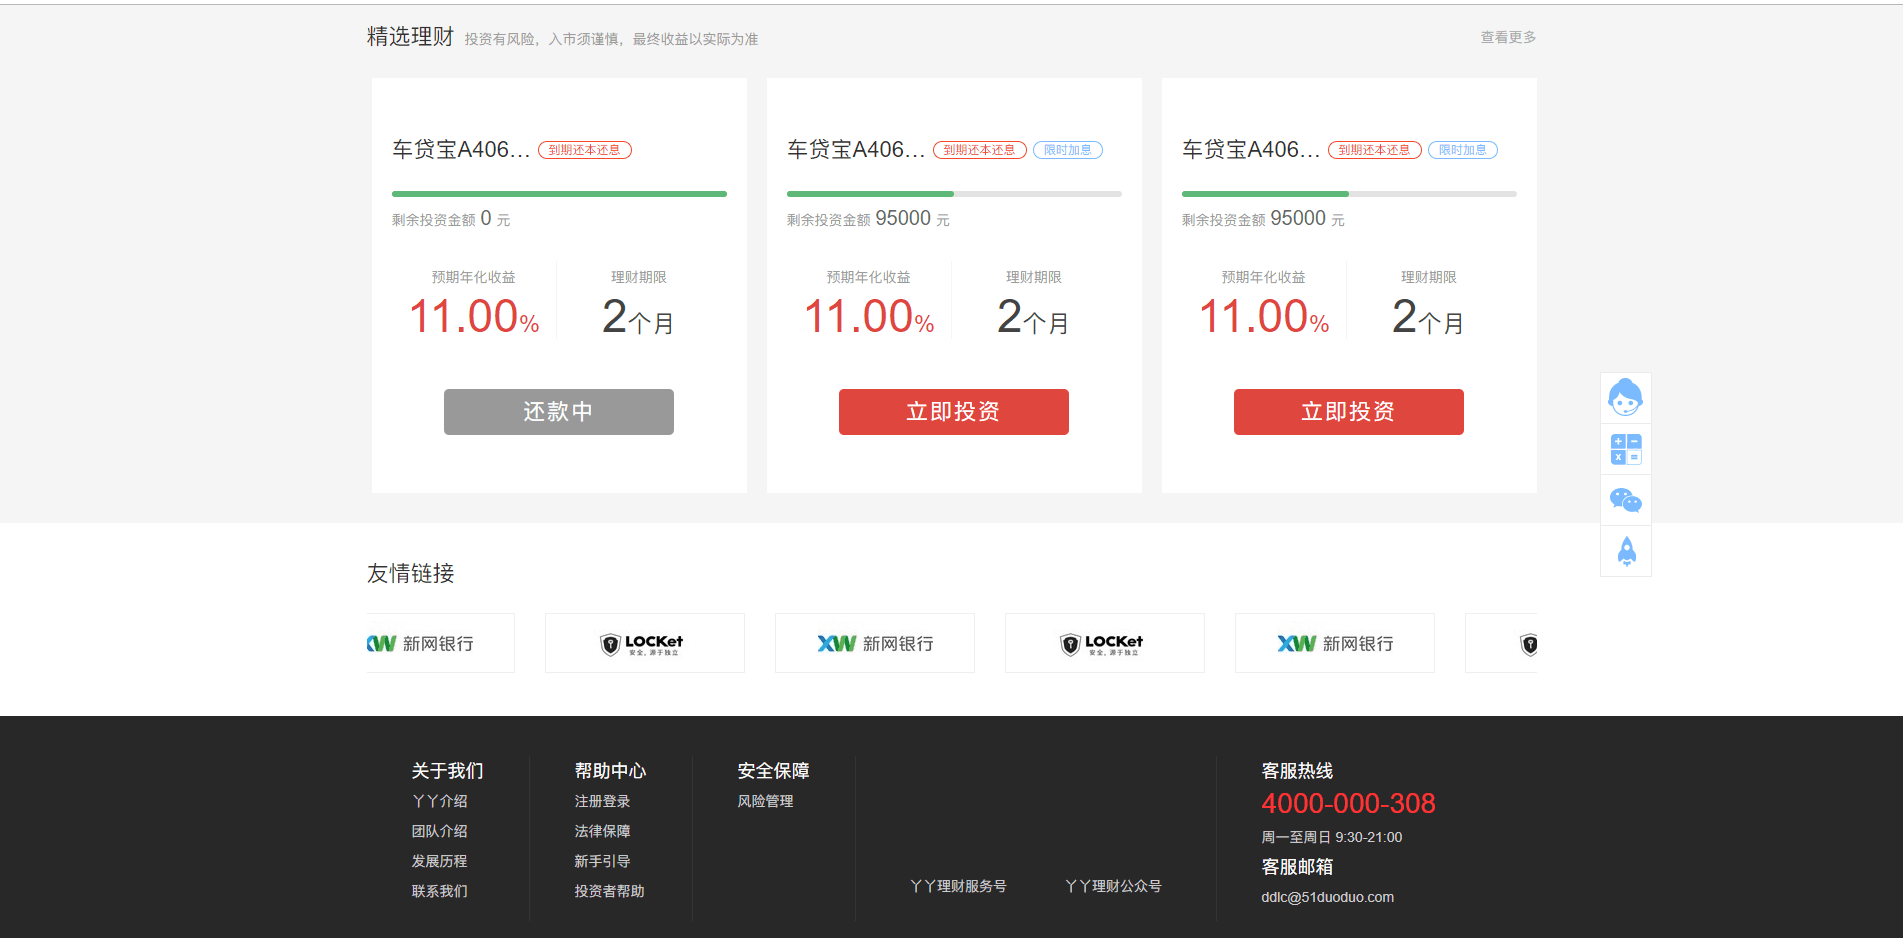 精选理财 投资有风险，入市须谨慎，最终收益以实际为准 查看更多
车贷宝A406... 到期还本还息
剩余投资金额 0 元
预期年化收益 理财期限
11.00% 2个月
还款中
车贷宝A406... 到期还本还息 限时加息
剩余投资金额 95000 元
预期年化收益 理财期限
11.00% 2个月
立即投资
车贷宝A406... 到期还本还息 限时加息
剩余投资金额 95000 元
预期年化收益 理财期限
11.00% 2个月
立即投资
友情链接
XW 新网银行
LOCKet
安全，源于独立
XW 新网银行
LOCKet
安全，源于独立
XW 新网银行
关于我们
丫丫介绍
团队介绍
发展历程
联系我们
帮助中心
注册登录
法律保障
新手引导
投资者帮助
安全保障
风险管理
丫丫理财服务号
丫丫理财公众号
客服热线
4000-000-308
周一至周日 9:30-21:00
客服邮箱
ddlc@51duoduo.com